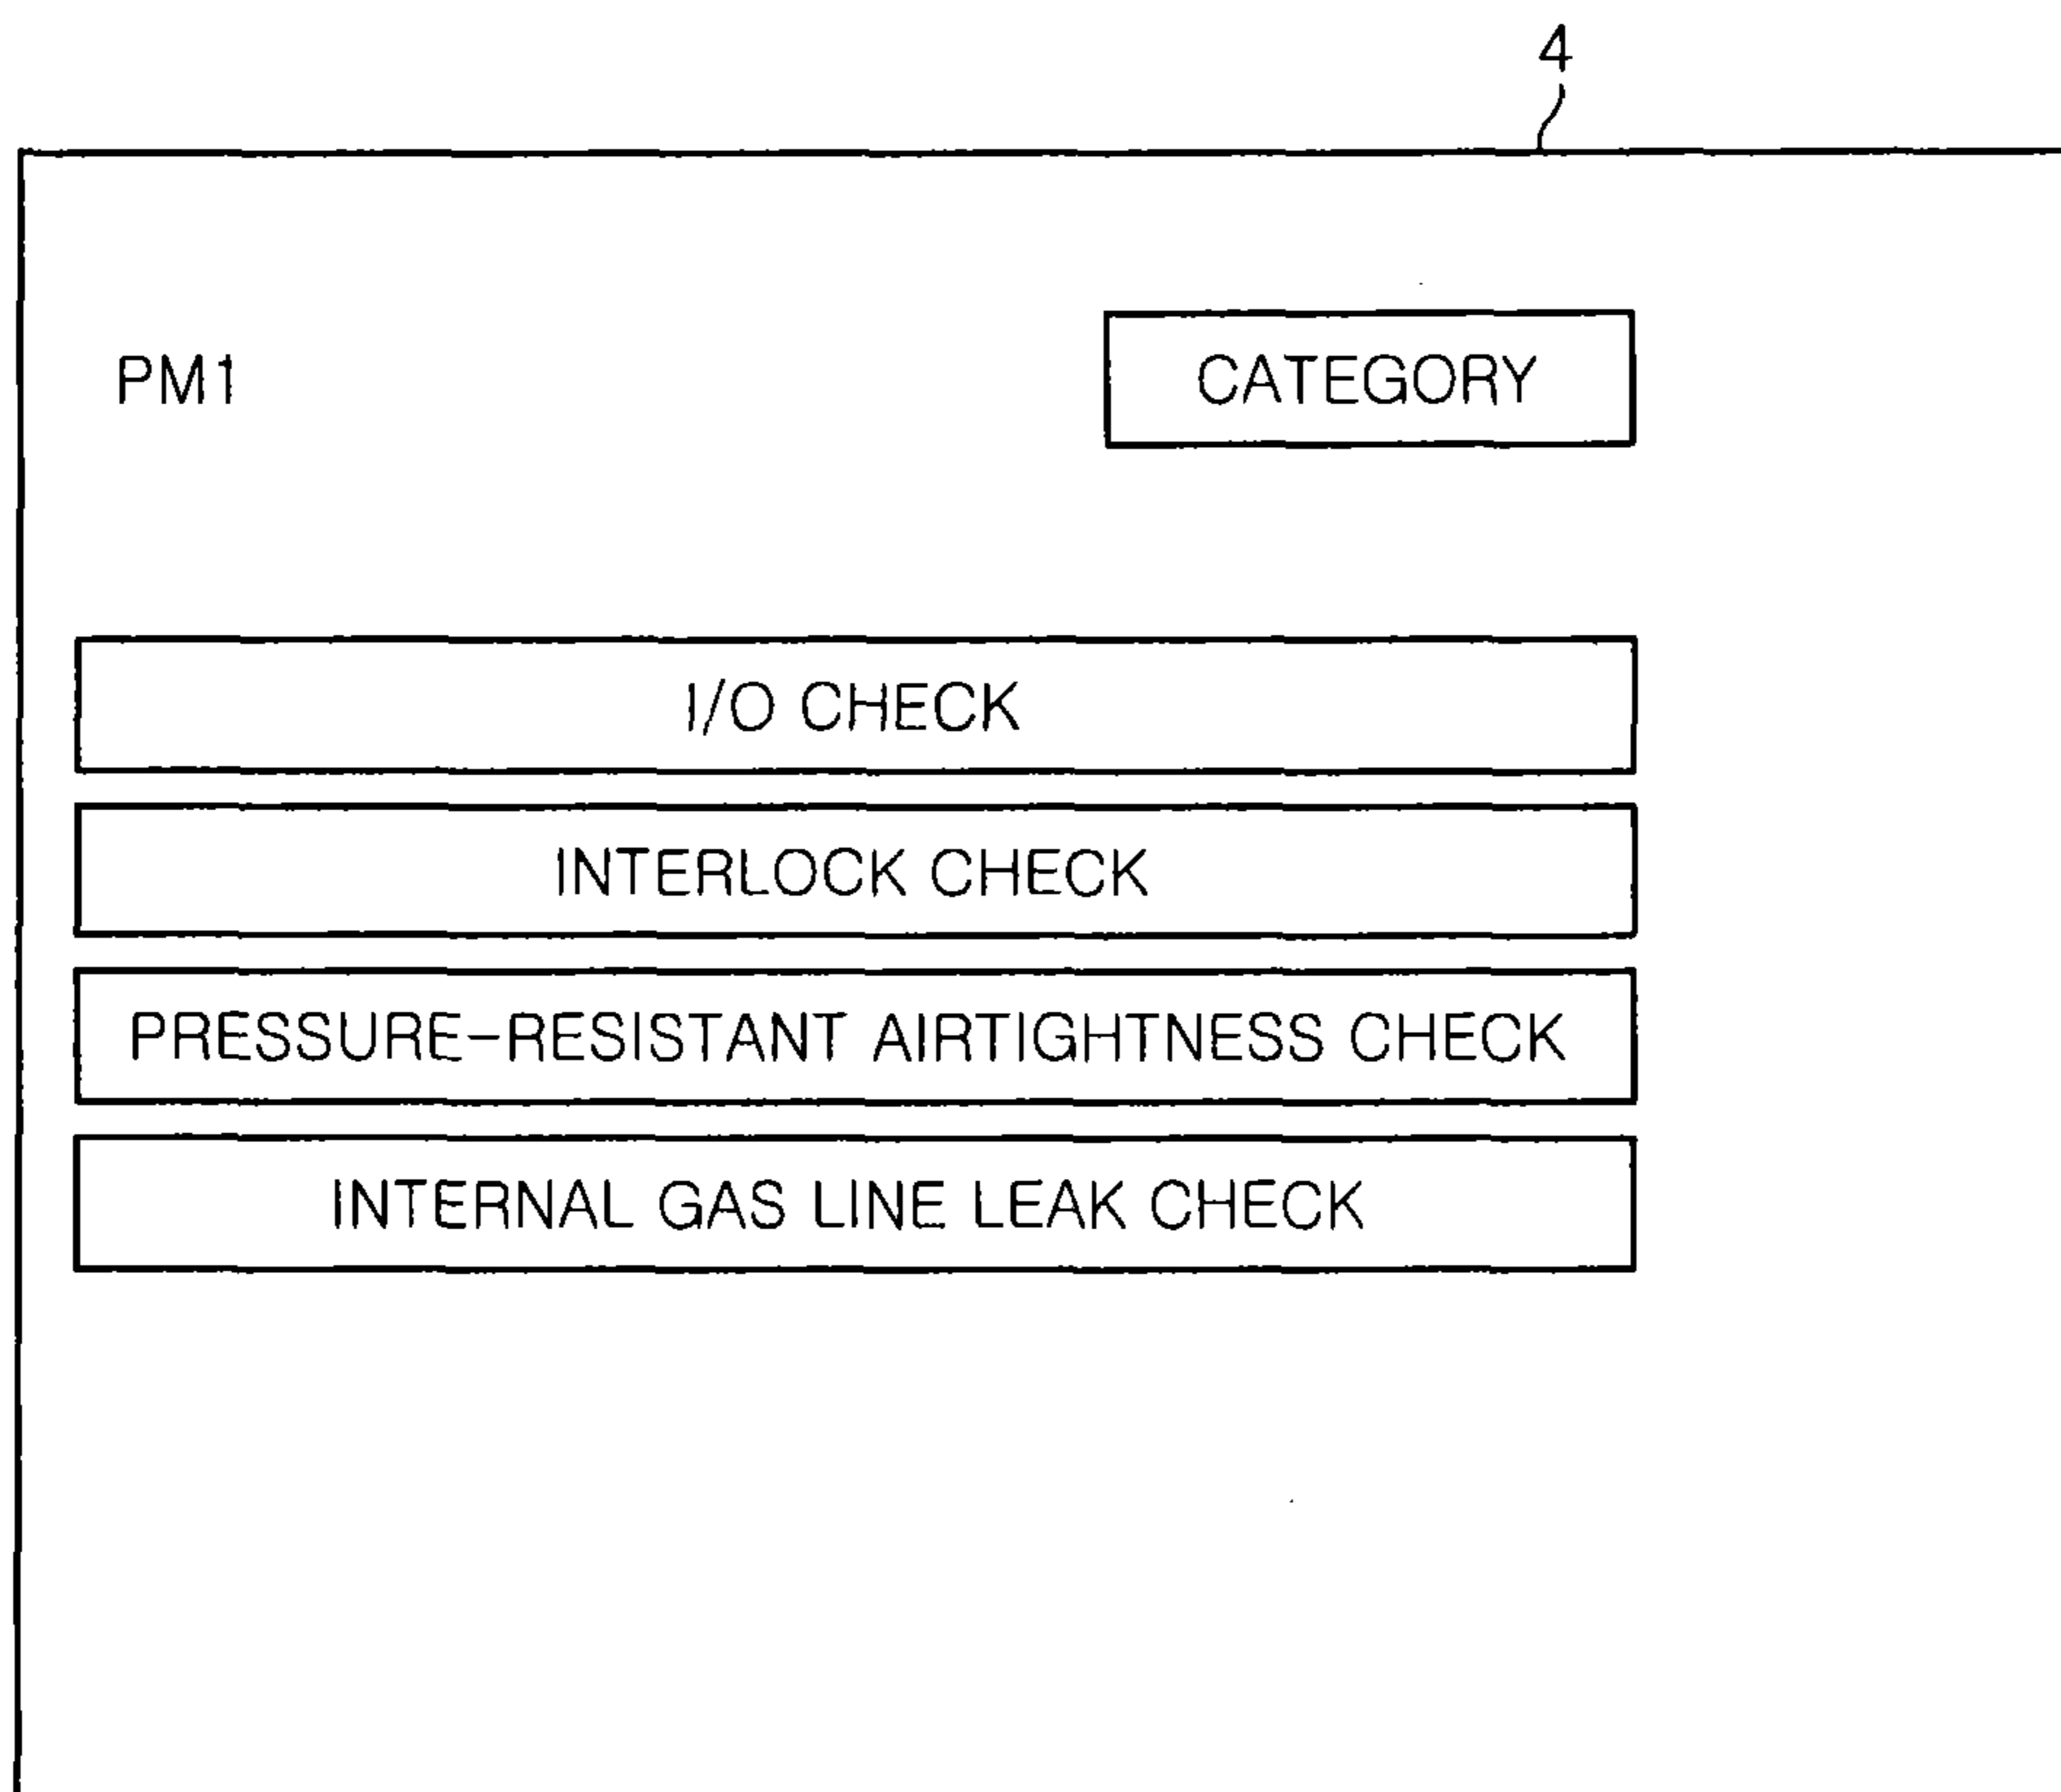 4
PM1 CATEGORY
I/O CHECK
INTERLOCK CHECK
PRESSURE-RESISTANT AIRTIGHTNESS CHECK
INTERNAL GAS LINE LEAK CHECK